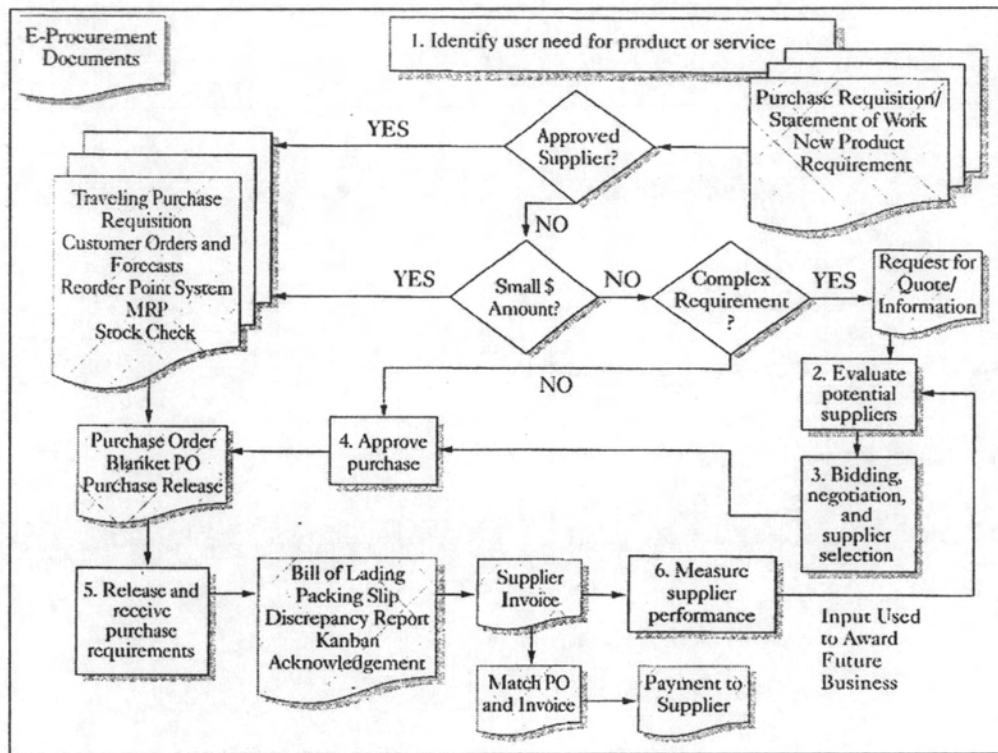 E-Procurement
Documents
1. Identify user need for product or service
Purchase Requisition/
Statement of Work
New Product
Requirement
YES
Approved
Supplier?
NO
Traveling Purchase
Requisition
Customer Orders and
Forecasts
Reorder Point System
MRP
Stock Check
YES
Small $
Amount?
NO
Complex
Requirement
?
YES
Request for
Quote/
Information
NO
2. Evaluate
potential
suppliers
Purchase Order
Blanket PO
Purchase Release
4. Approve
purchase
3. Bidding,
negotiation,
and
supplier
selection
5. Release and
receive
purchase
requirements
Bill of Lading
Packing Slip
Discrepancy Report
Kanban
Acknowledgement
Supplier
Invoice
6. Measure
supplier
performance
Input Used
to Award
Future
Business
Match PO
and Invoice
Payment to
Supplier